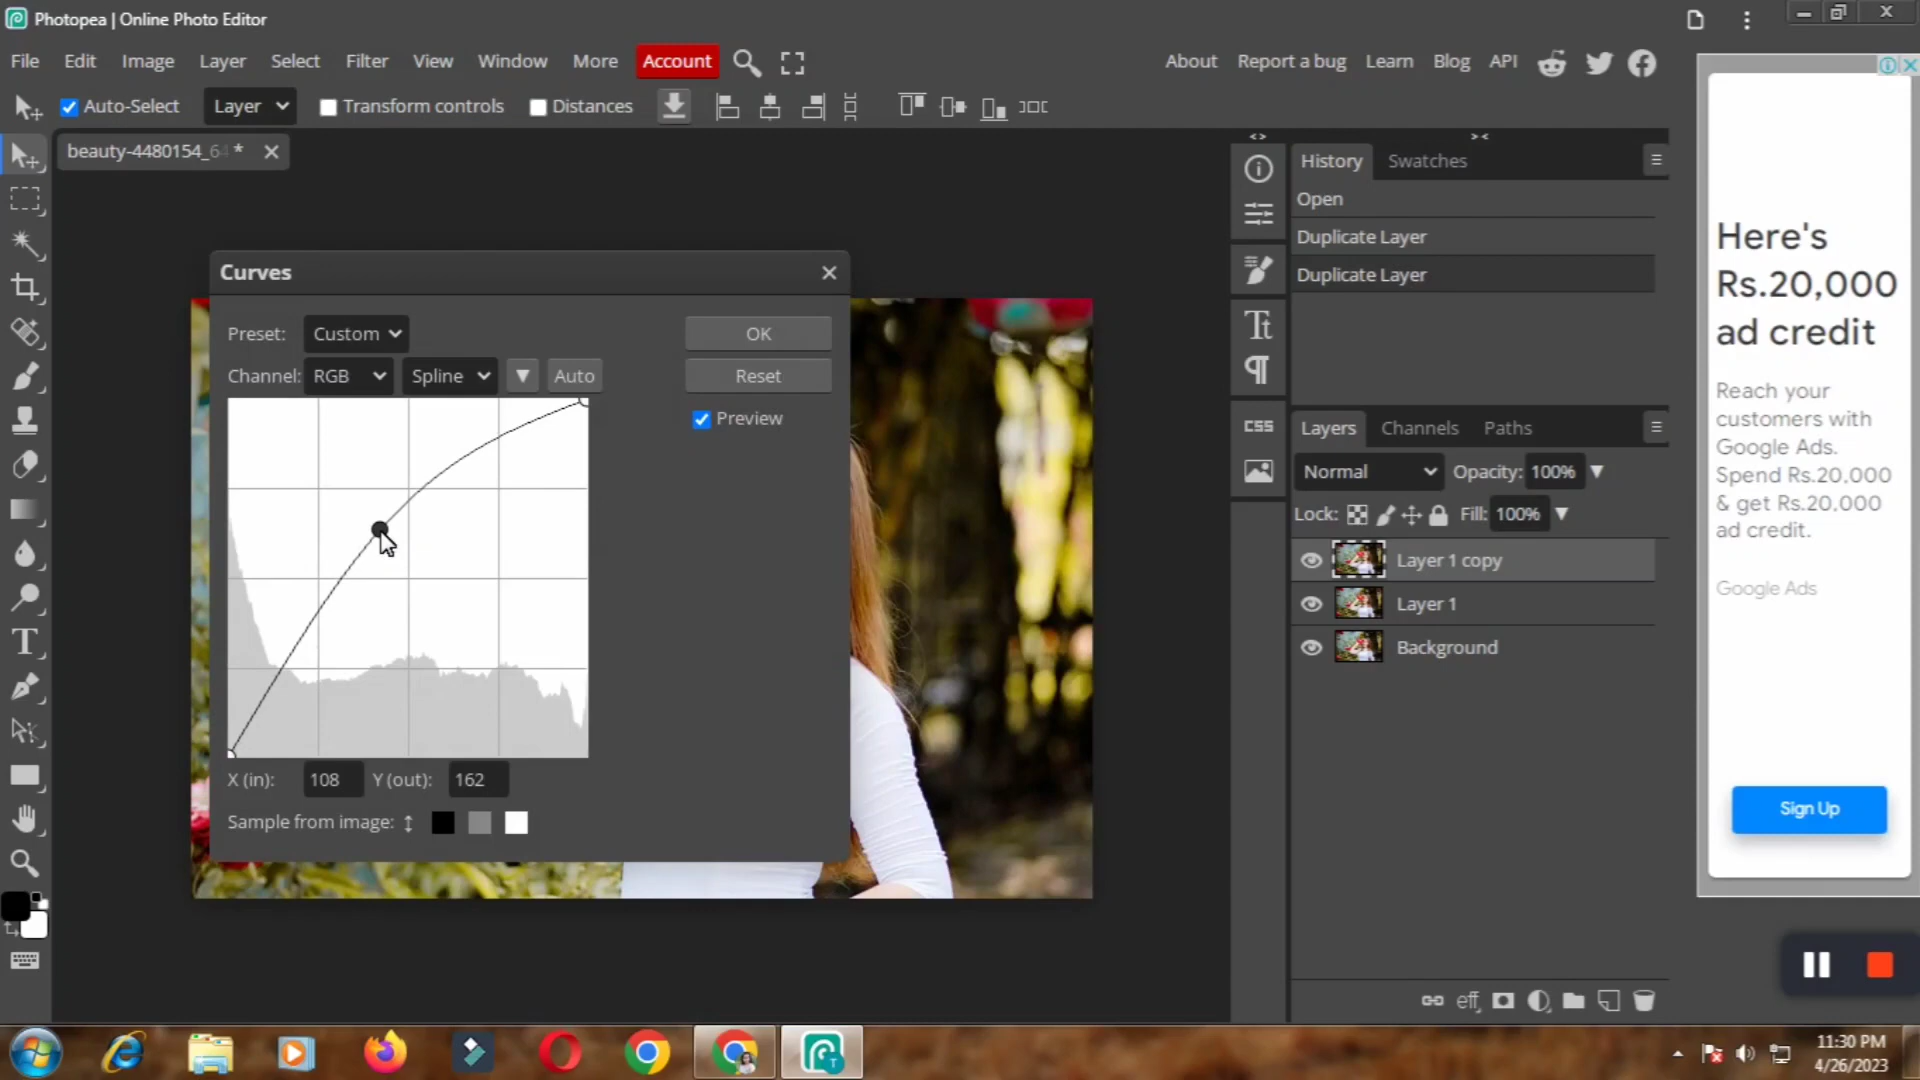 Photopea | Online Photo Editor
File Edit Image Layer Select Filter View Window More Account About Report a bug Learn Blog API
Auto-Select Layer Transform controls Distances
beauty-4480154_64 *
History Swatches
Open
Duplicate Layer
Duplicate Layer
Curves
Preset: Custom OK
Channel: RGB Spline Auto Reset
Preview
X (in): 108 Y (out): 162
Sample from image:
Tt
CSS
Layers Channels Paths
Normal Opacity: 100%
Lock: Fill: 100%
Layer 1 copy
Layer 1
Background
eff
T
Here's
Rs.20,000
ad credit
Reach your
customers with
Google Ads.
Spend Rs.20,000
& get Rs.20,000
ad credit.
Google Ads
Sign Up
11:30 PM
4/26/2023